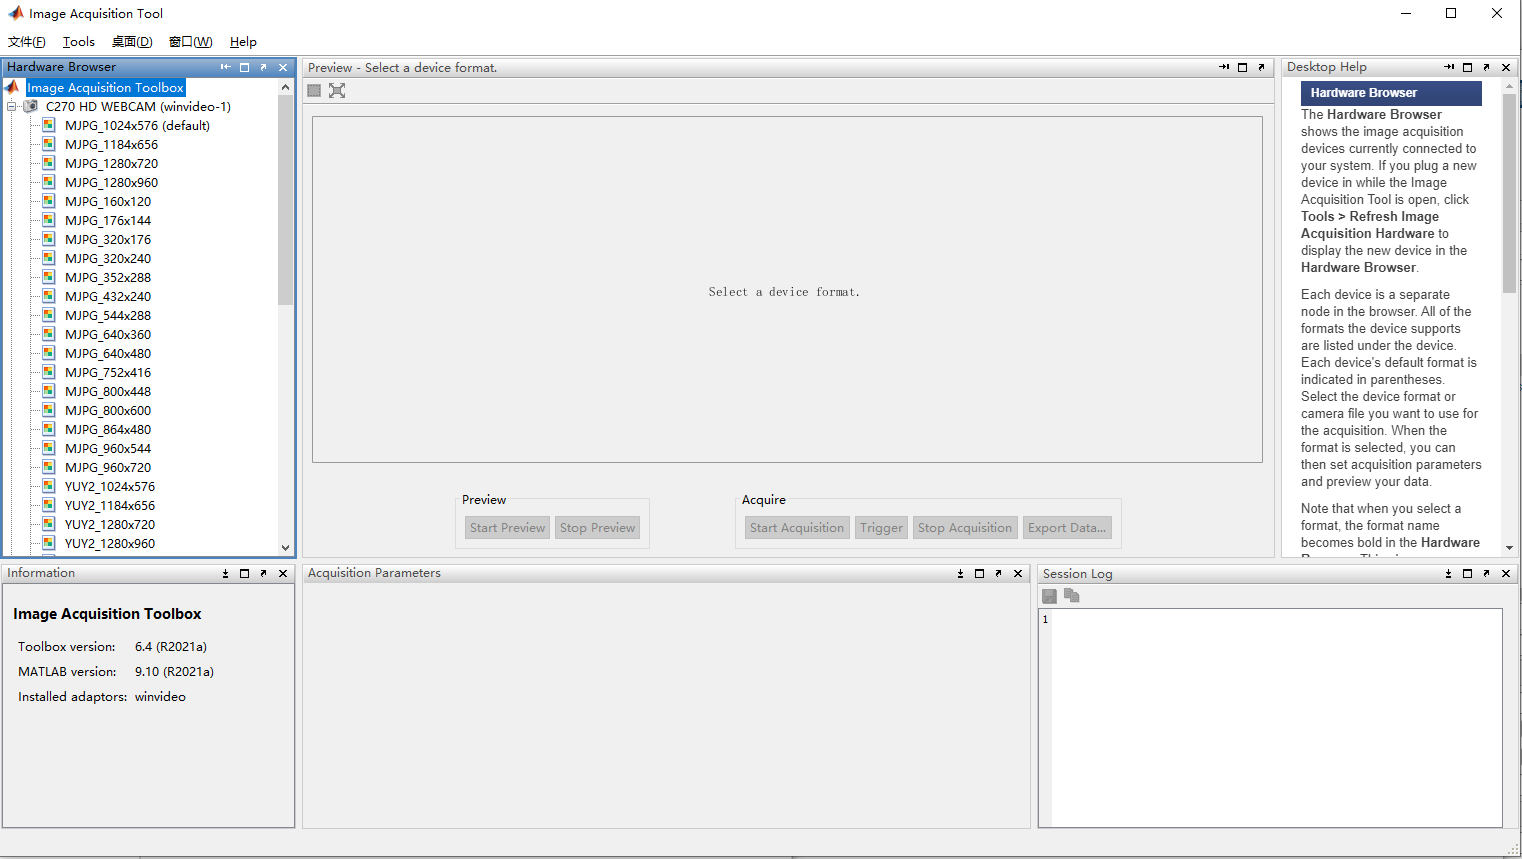 Image Acquisition Tool
文件(F) Tools 桌面(D) 窗口(W) Help
Hardware Browser
Image Acquisition Toolbox
C270 HD WEBCAM (winvideo-1)
MJPG_1024x576 (default)
MJPG_1184x656
MJPG_1280x720
MJPG_1280x960
MJPG_160x120
MJPG_176x144
MJPG_320x176
MJPG_320x240
MJPG_352x288
MJPG_432x240
MJPG_544x288
MJPG_640x360
MJPG_640x480
MJPG_752x416
MJPG_800x448
MJPG_800x600
MJPG_864x480
MJPG_960x544
MJPG_960x720
YUY2_1024x576
YUY2_1184x656
YUY2_1280x720
YUY2_1280x960
Preview - Select a device format.
Select a device format.
Preview
Start Preview Stop Preview
Acquire
Start Acquisition Trigger Stop Acquisition Export Data...
Desktop Help
Hardware Browser
The Hardware Browser
shows the image acquisition
devices currently connected to
your system. If you plug a new
device in while the Image
Acquisition Tool is open, click
Tools > Refresh Image
Acquisition Hardware to
display the new device in the
Hardware Browser.
Each device is a separate
node in the browser. All of the
formats the device supports
are listed under the device.
Each device's default format is
indicated in parentheses.
Select the device format or
camera file you want to use for
the acquisition. When the
format is selected, you can
then set acquisition parameters
and preview your data.
Note that when you select a
format, the format name
becomes bold in the Hardware
Information
Image Acquisition Toolbox
Toolbox version: 6.4 (R2021a)
MATLAB version: 9.10 (R2021a)
Installed adaptors: winvideo
Acquisition Parameters
Session Log
1